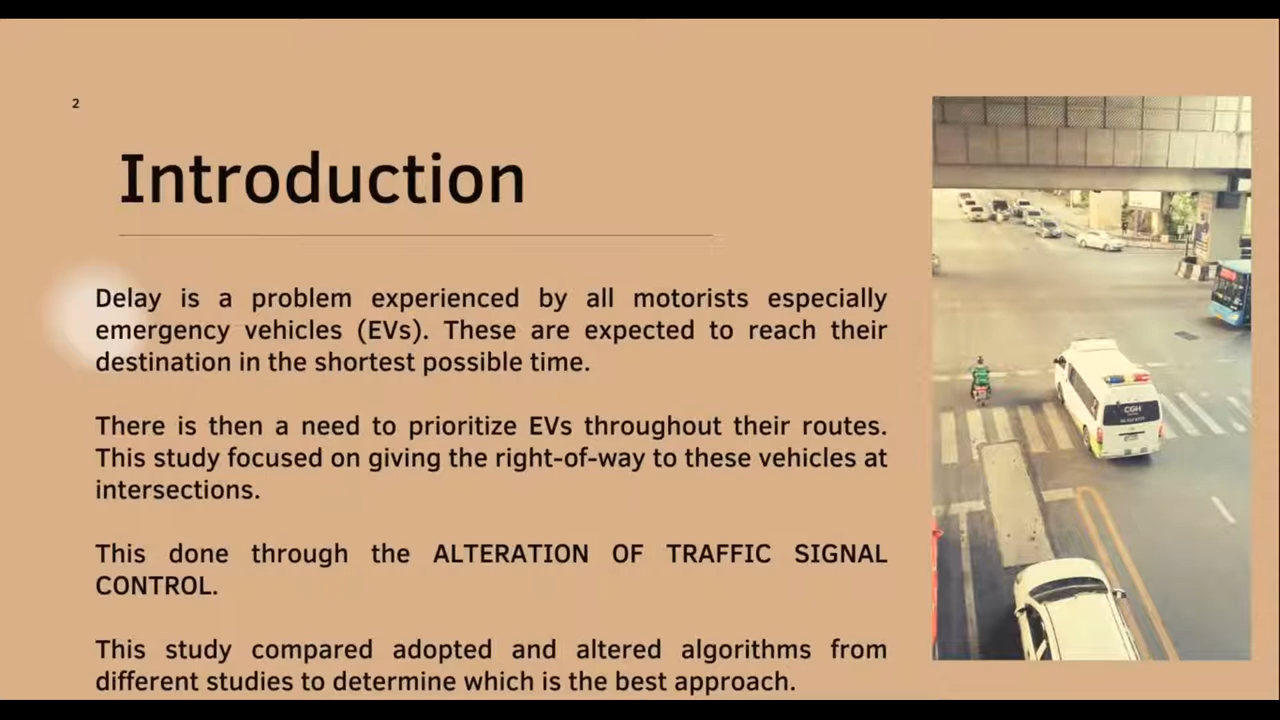 2
Introduction
Delay is a problem experienced by all motorists especially
emergency vehicles (EVs). These are expected to reach their
destination in the shortest possible time.
There is then a need to prioritize EVs throughout their routes.
This study focused on giving the right-of-way to these vehicles at
intersections.
This done through the ALTERATION OF TRAFFIC SIGNAL
CONTROL.
This study compared adopted and altered algorithms from
different studies to determine which is the best approach.
CGH